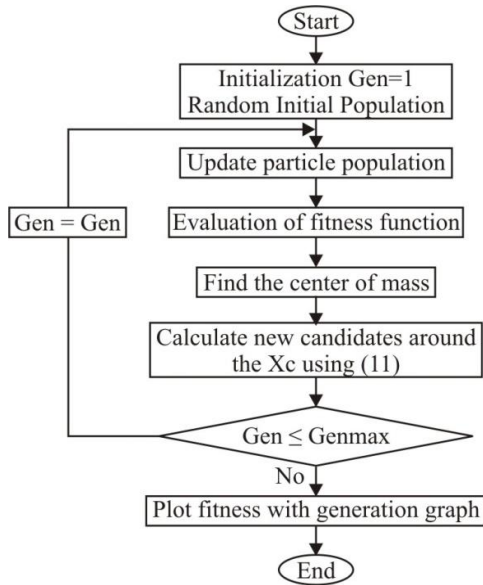 Start
Initialization Gen=1
Random Initial Population
Update particle population
Gen = Gen
Evaluation of fitness function
Find the center of mass
Calculate new candidates around
the Xc using (11)
Gen ≤ Genmax
No
Plot fitness with generation graph
End